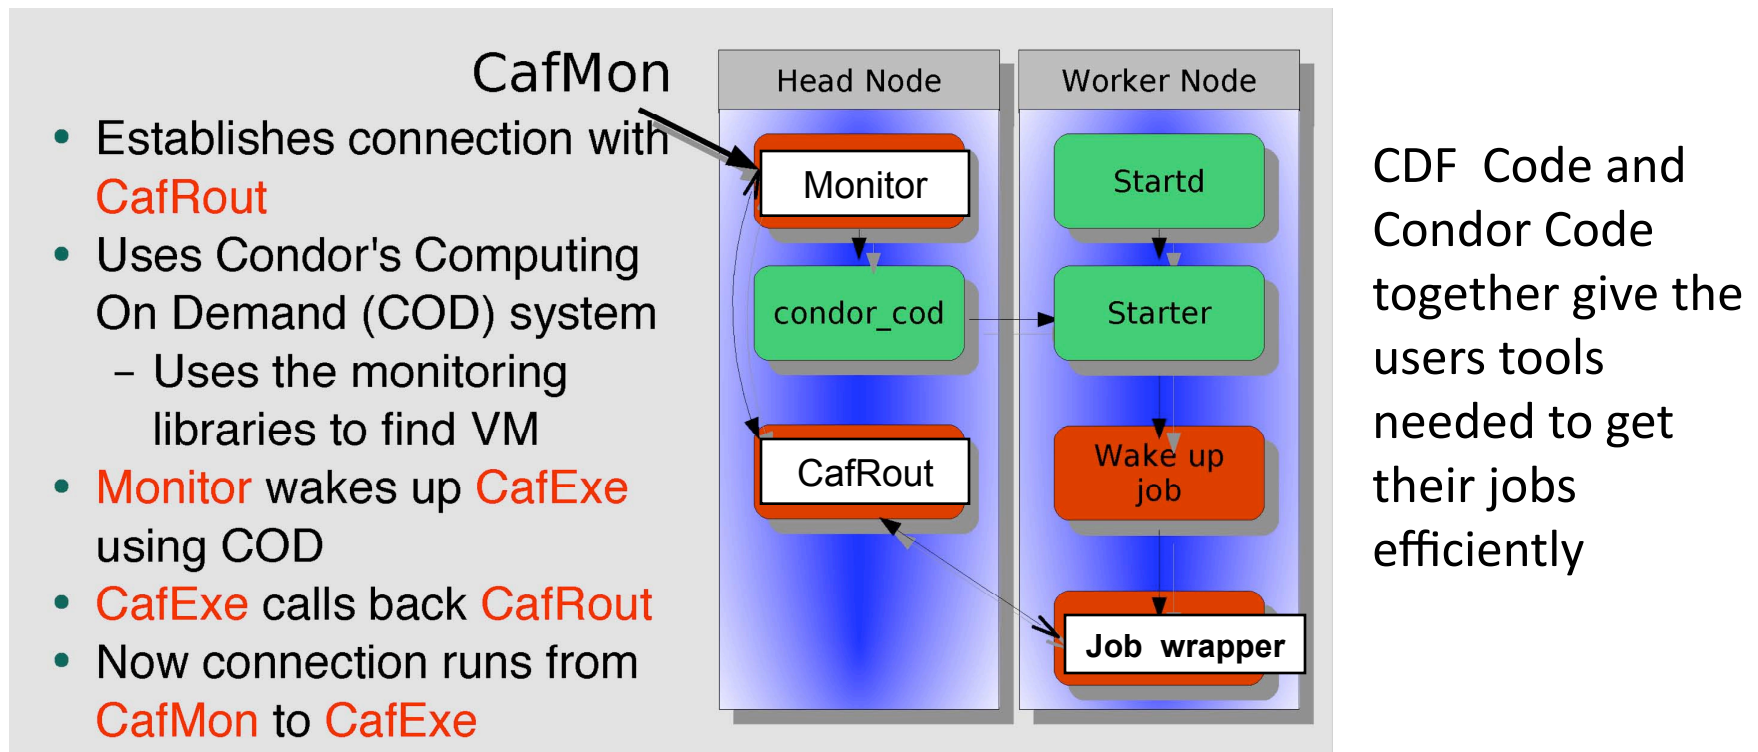 CafMon
• Establishes connection with
CafRout
• Uses Condor's Computing
On Demand (COD) system
– Uses the monitoring
libraries to find VM
• Monitor wakes up CafExe
using COD
• CafExe calls back CafRout
• Now connection runs from
CafMon to CafExe
Head Node
Monitor
condor_cod
CafRout
Worker Node
Startd
Starter
Wake up
job
Job wrapper
CDF Code and
Condor Code
together give the
users tools
needed to get
their jobs
efficiently